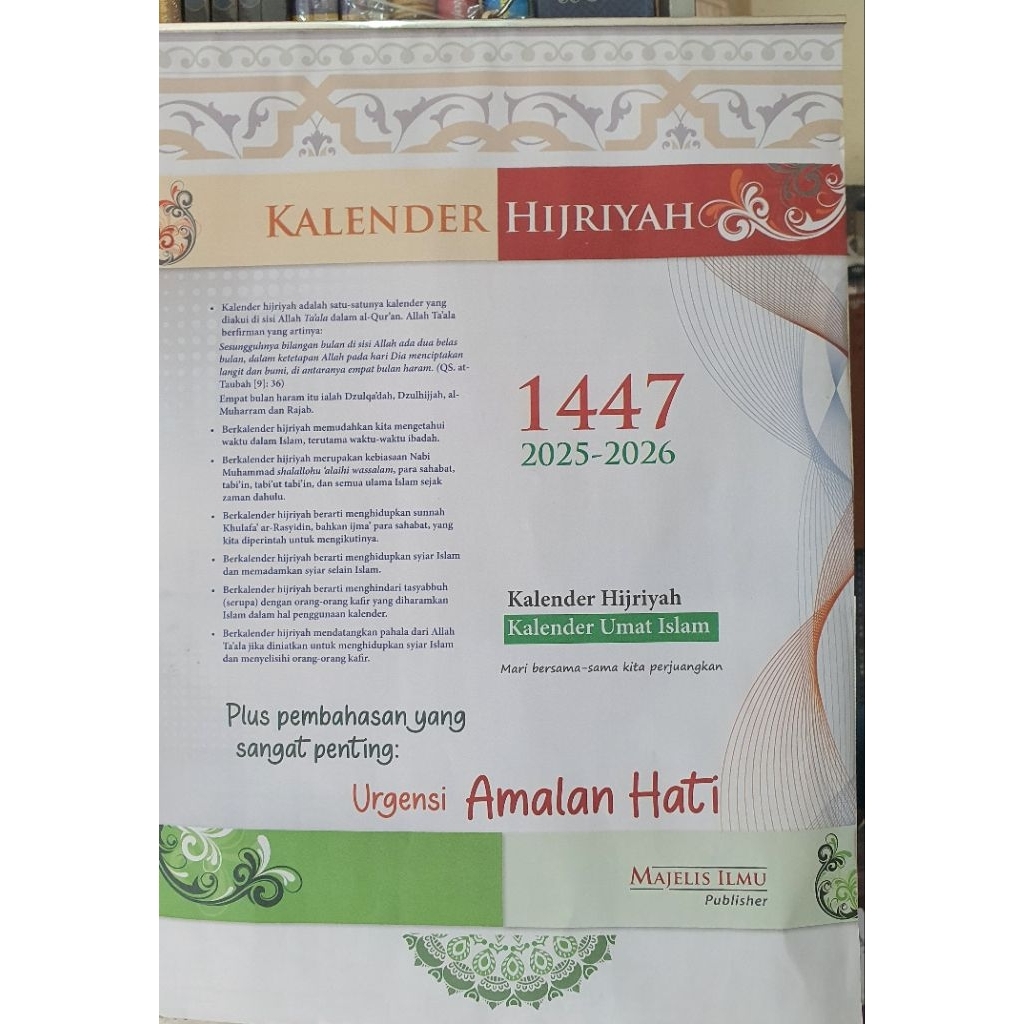 KALENDER HIJRIYAH
• Kalender hijriyah adalah satu-satunya kalender yang
diakui di sisi Allah Ta'ala dalam al-Qur'an. Allah Ta'ala
berfirman yang artinya:
Sesungguhnya bilangan bulan di sisi Allah ada dua belas
bulan, dalam ketetapan Allah pada hari Dia menciptakan
langit dan bumi, di antaranya empat bulan haram. (QS. at-
Taubah [9]: 36)
Empat bulan haram itu ialah Dzulqa'dah, Dzulhijjah, al-
Muharram dan Rajab.
• Berkalender hijriyah memudahkan kita mengetahui
waktu dalam Islam, terutama waktu-waktu ibadah.
• Berkalender hijriyah merupakan kebiasaan Nabi
Muhammad shalallohu 'alaihi wassalam, para sahabat,
tabi'in, tabi'ut tabi'in, dan semua ulama Islam sejak
zaman dahulu.
• Berkalender hijriyah berarti menghidupkan sunnah
Khulafa' ar-Rasyidin, bahkan ijma' para sahabat, yang
kita diperintah untuk mengikutinya.
• Berkalender hijriyah berarti menghidupkan syiar Islam
dan memadamkan syiar selain Islam.
• Berkalender hijriyah berarti menghindari tasyabbuh
(serupa) dengan orang-orang kafir yang diharamkan
Islam dalam hal penggunaan kalender.
• Berkalender hijriyah mendatangkan pahala dari Allah
Ta'ala jika diniatkan untuk menghidupkan syiar Islam
dan menyelisihi orang-orang kafir.
1447
2025-2026
Kalender Hijriyah
Kalender Umat Islam
Mari bersama-sama kita perjuangkan
Plus pembahasan yang
sangat penting:
Urgensi Amalan Hati
MAJELIS ILMU
Publisher